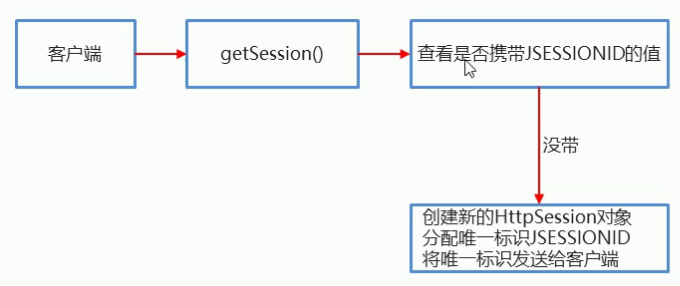 客户端
getSession()
查看是否携带JSESSIONID的值
没带
创建新的HttpSession对象
分配唯一标识JSESSIONID
将唯一标识发送给客户端